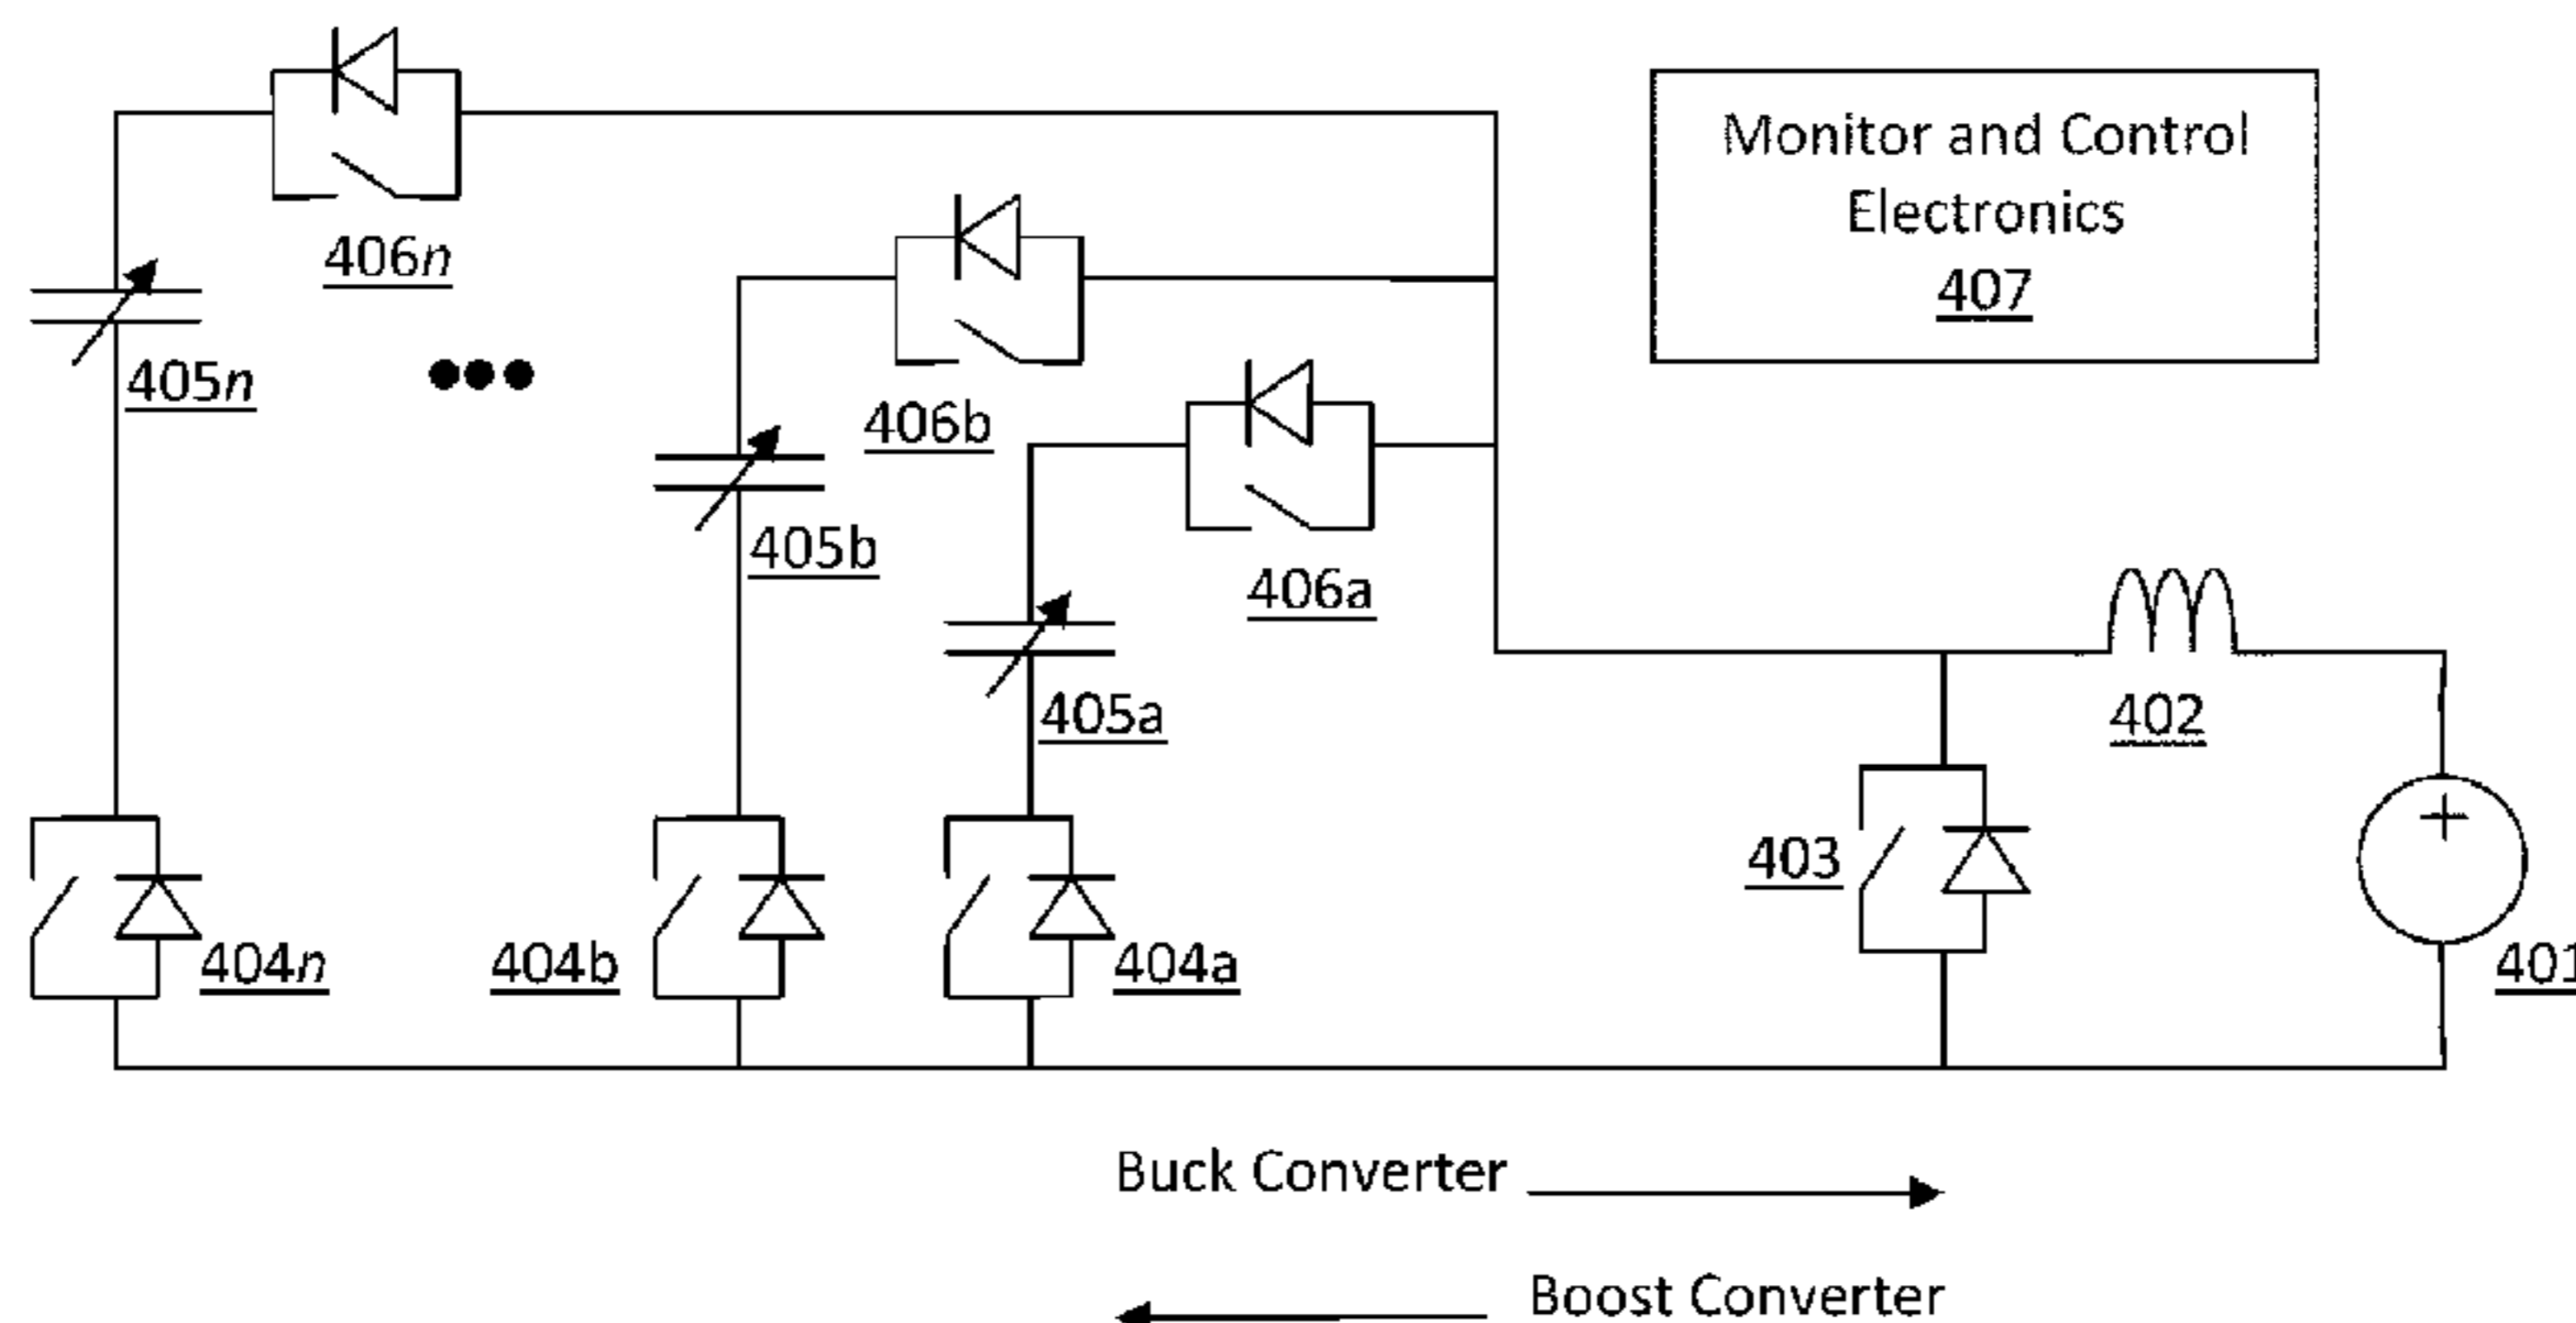 Monitor and Control
Electronics
407
406n
405n
406b
405b
406a
405a
402
403
404n
404b
404a
401
Buck Converter
Boost Converter